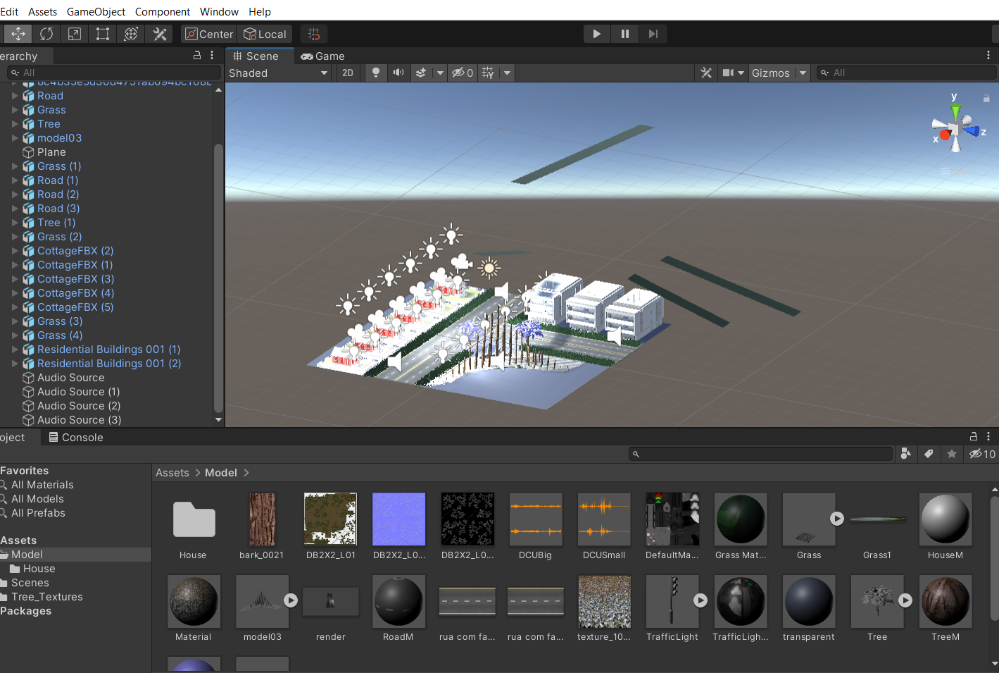 Edit Assets GameObject Component Window Help
Center Local
erarchy
Scene Game
All
Shaded 2D 0 Gizmos All
Road
Grass
Tree
model03
Plane
Grass (1)
Road (1)
Road (2)
Road (3)
Tree (1)
Grass (2)
CottageFBX (2)
CottageFBX (1)
CottageFBX (3)
CottageFBX (4)
CottageFBX (5)
Grass (3)
Grass (4)
Residential Buildings 001 (1)
Residential Buildings 001 (2)
Audio Source
Audio Source (1)
Audio Source (2)
Audio Source (3)
y
x
z
oject Console
10
Favorites
All Materials
All Models
All Prefabs
Assets
Model
House
Scenes
Tree_Textures
Packages
Assets > Model >
House bark_0021 DB2X2_L01 DB2X2_L0... DB2X2_L0... DCUBig DCUSmall DefaultMa... Grass Mat... Grass Grass1 HouseM
Material model03 render RoadM rua com fa... rua com fa... texture_10... TrafficLight TrafficLigh... transparent Tree TreeM